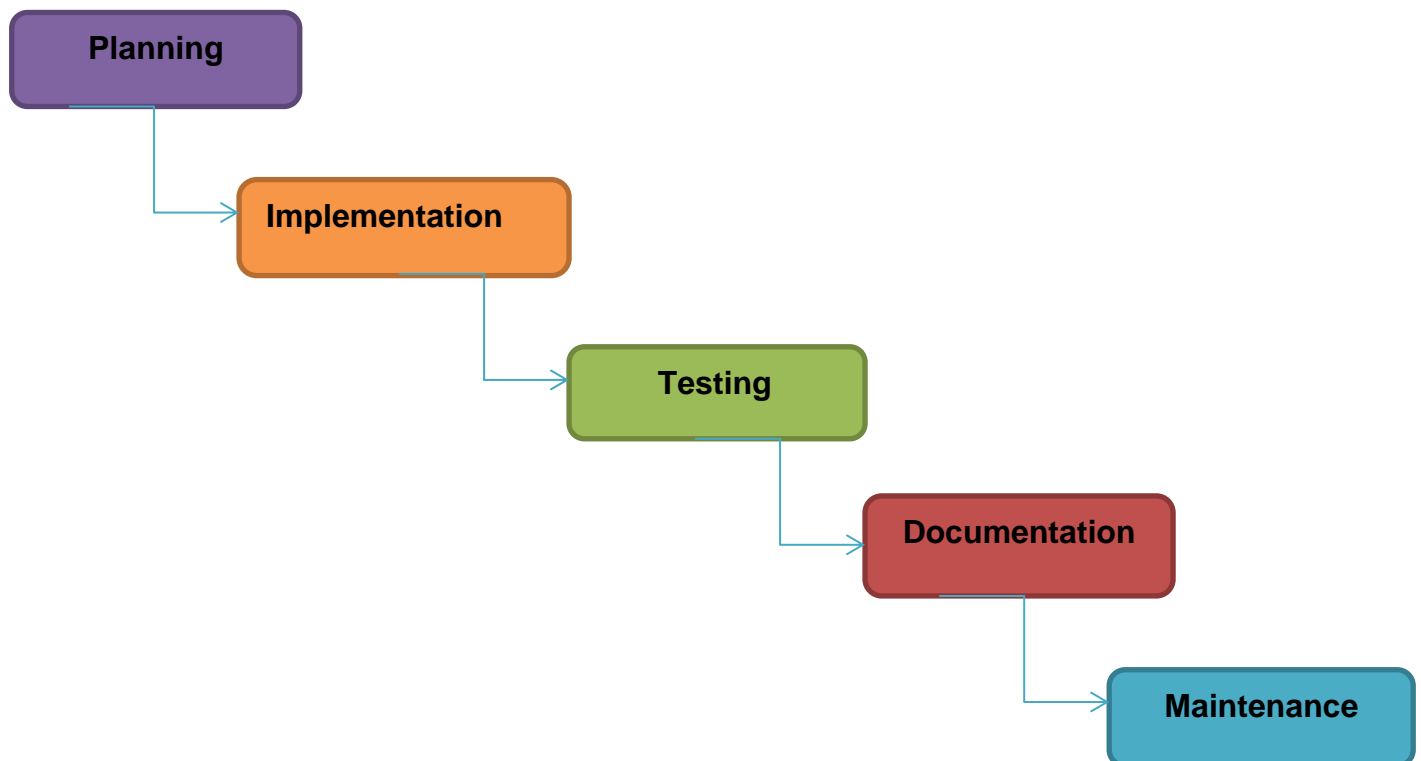 Planning
Implementation
Testing
Documentation
Maintenance